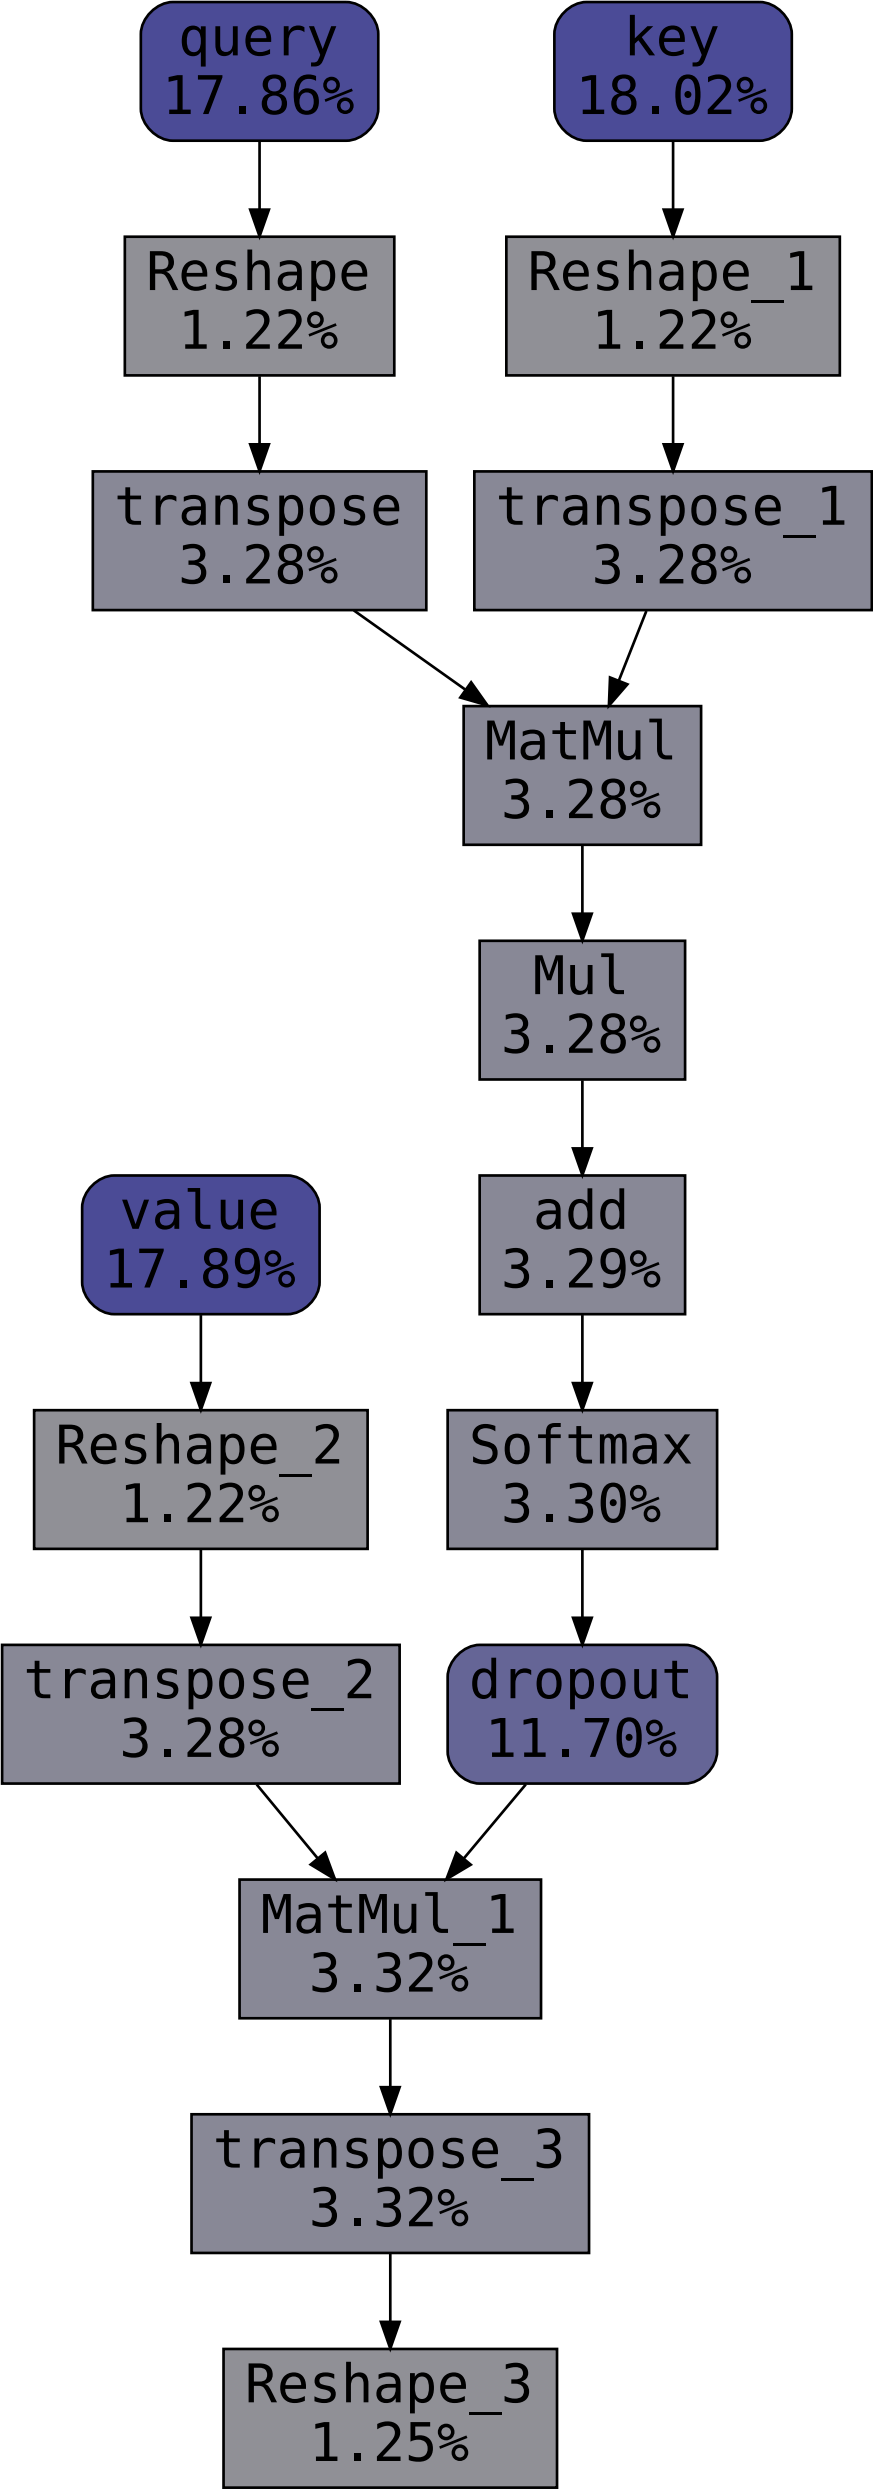 query
17.86%
key
18.02%
Reshape
1.22%
Reshape_1
1.22%
transpose
3.28%
transpose_1
3.28%
MatMul
3.28%
Mul
3.28%
value
17.89%
add
3.29%
Reshape_2
1.22%
Softmax
3.30%
transpose_2
3.28%
dropout
11.70%
MatMul_1
3.32%
transpose_3
3.32%
Reshape_3
1.25%